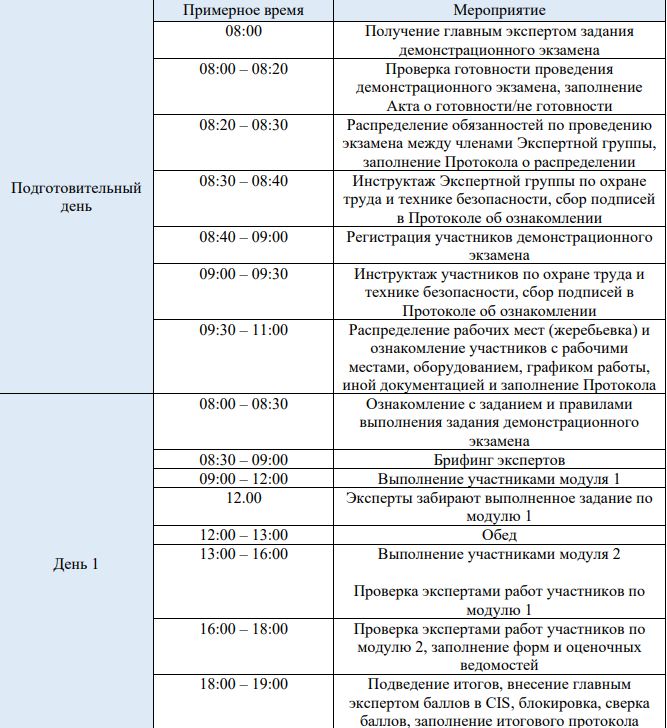 Примерное время Мероприятие
Подготовительный день
08:00 Получение главным экспертом задания
демонстрационного экзамена
08:00 – 08:20 Проверка готовности проведения
демонстрационного экзамена, заполнение
Акта о готовности/не готовности
08:20 – 08:30 Распределение обязанностей по проведению
экзамена между членами Экспертной группы,
заполнение Протокола о распределении
08:30 – 08:40 Инструктаж Экспертной группы по охране
труда и технике безопасности, сбор подписей
в Протоколе об ознакомлении
08:40 – 09:00 Регистрация участников демонстрационного
экзамена
09:00 – 09:30 Инструктаж участников по охране труда и
технике безопасности, сбор подписей в
Протоколе об ознакомлении
09:30 – 11:00 Распределение рабочих мест (жеребьевка) и
ознакомление участников с рабочими
местами, оборудованием, графиком работы,
иной документацией и заполнение Протокола
День 1
08:00 – 08:30 Ознакомление с заданием и правилами
выполнения задания демонстрационного
экзамена
08:30 – 09:00 Брифинг экспертов
09:00 – 12:00 Выполнение участниками модуля 1
12.00 Эксперты забирают выполненное задание по
модулю 1
12:00 – 13:00 Обед
13:00 – 16:00 Выполнение участниками модуля 2
Проверка экспертами работ участников по
модулю 1
16:00 – 18:00 Проверка экспертами работ участников по
модулю 2, заполнение форм и оценочных
ведомостей
18:00 – 19:00 Подведение итогов, внесение главным
экспертом баллов в CIS, блокировка, сверка
баллов, заполнение итогового протокола